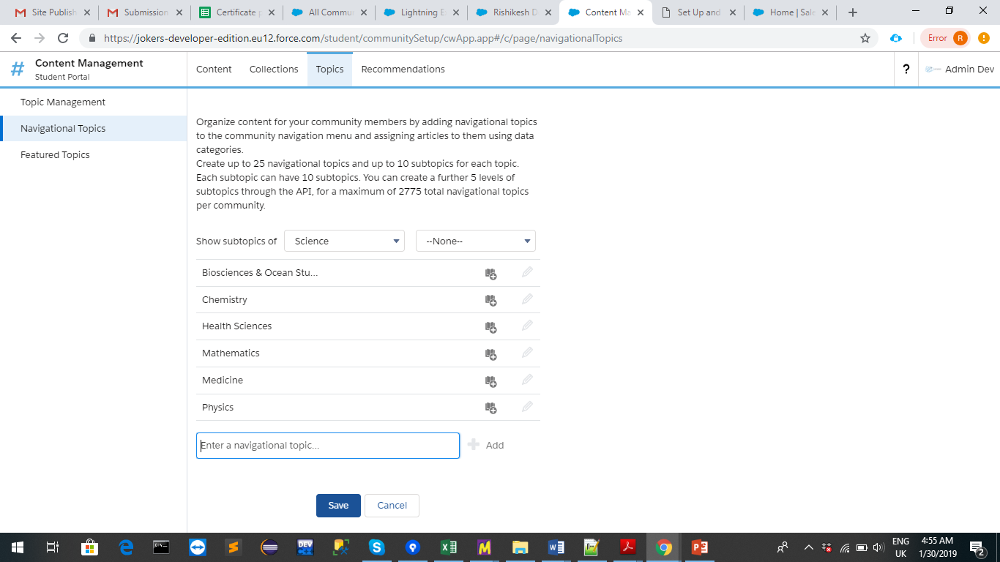 Site Publish
Submission
Certificate p
All Commu
Lightning E
Rishikesh D
Content Ma
Set Up and
Home | Sale
https://jokers-developer-edition.eu12.force.com/student/communitySetup/cwApp.app#/c/page/navigationalTopics
Error
R
Content Management
Student Portal
Content
Collections
Topics
Recommendations
?
Admin Dev
Topic Management
Navigational Topics
Featured Topics
Organize content for your community members by adding navigational topics
to the community navigation menu and assigning articles to them using data
categories.
Create up to 25 navigational topics and up to 10 subtopics for each topic.
Each subtopic can have 10 subtopics. You can create a further 5 levels of
subtopics through the API, for a maximum of 2775 total navigational topics
per community.
Show subtopics of
Science
--None--
Biosciences & Ocean Stu...
Chemistry
Health Sciences
Mathematics
Medicine
Physics
Enter a navigational topic...
Add
Save
Cancel
DEV
ENG
UK
4:55 AM
1/30/2019
2